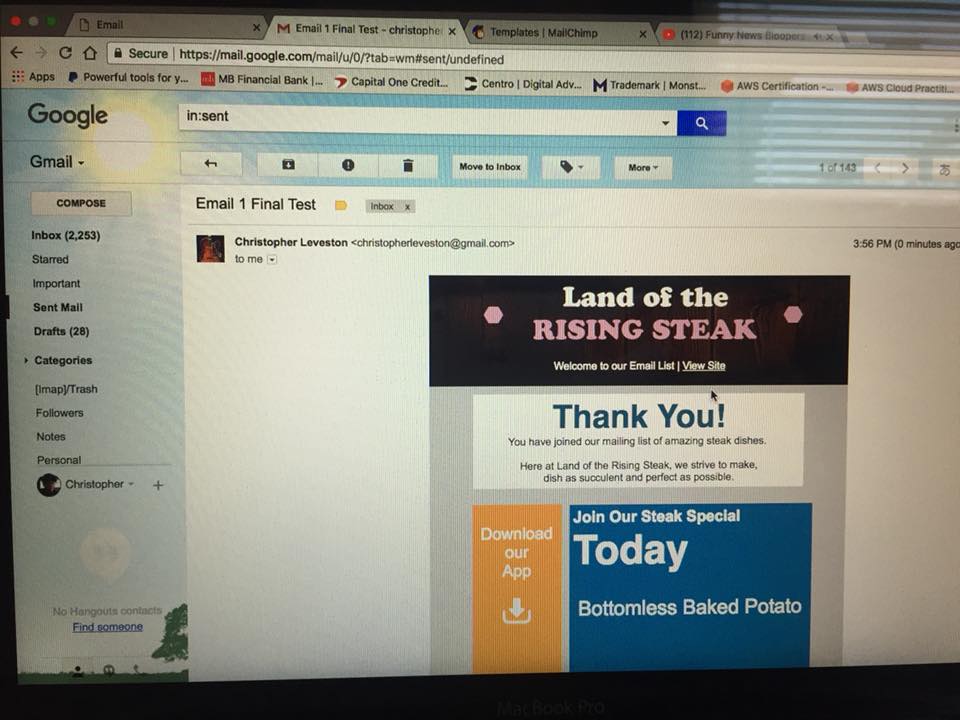 Email
Email 1 Final Test - christophe
Templates | MailChimp
(112) Funny News Bloopers
Secure | https://mail.google.com/mail/u/0/?tab=wm#sent/undefined
Apps
Powerful tools for y...
MB Financial Bank |...
Capital One Credit...
Centro | Digital Adv...
Trademark | Monst...
AWS Certification -...
AWS Cloud Practiti...
Google
in:sent
Gmail
Move to Inbox
More
1 of 143
あ
COMPOSE
Email 1 Final Test
Inbox x
Inbox (2,253)
Starred
Important
Sent Mail
Drafts (28)
Categories
[Imap]/Trash
Followers
Notes
Personal
Christopher
No Hangouts contacts
Find someone
Christopher Leveston <christopherleveston@gmail.com>
3:56 PM (0 minutes ago
to me
Land of the
RISING STEAK
Welcome to our Email List | View Site
Thank You!
You have joined our mailing list of amazing steak dishes.
Here at Land of the Rising Steak, we strive to make,
dish as succulent and perfect as possible.
Download
our
App
Join Our Steak Special
Today
Bottomless Baked Potato
MacBook Pro